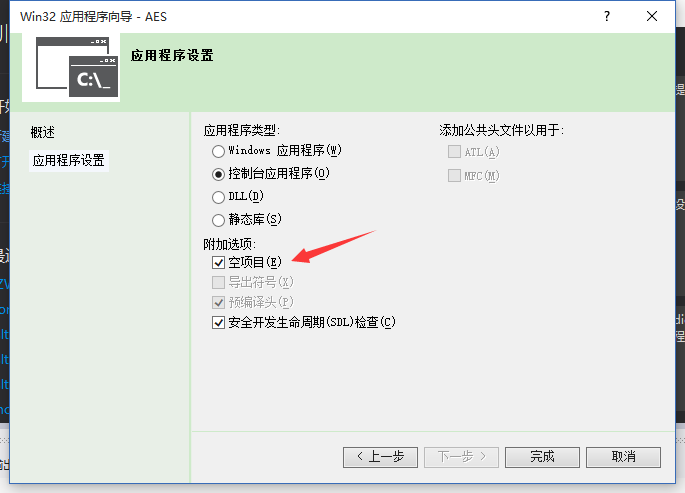 Win32 应用程序向导 - AES
?
C:\_
应用程序设置
概述
应用程序设置
应用程序类型:
Windows 应用程序(W)
控制台应用程序(O)
DLL(D)
静态库(S)
附加选项:
空项目(E)
导出符号(X)
预编译头(P)
安全开发生命周期(SDL)检查(C)
添加公共头文件以用于:
ATL(A)
MFC(M)
< 上一步
下一步 >
完成
取消